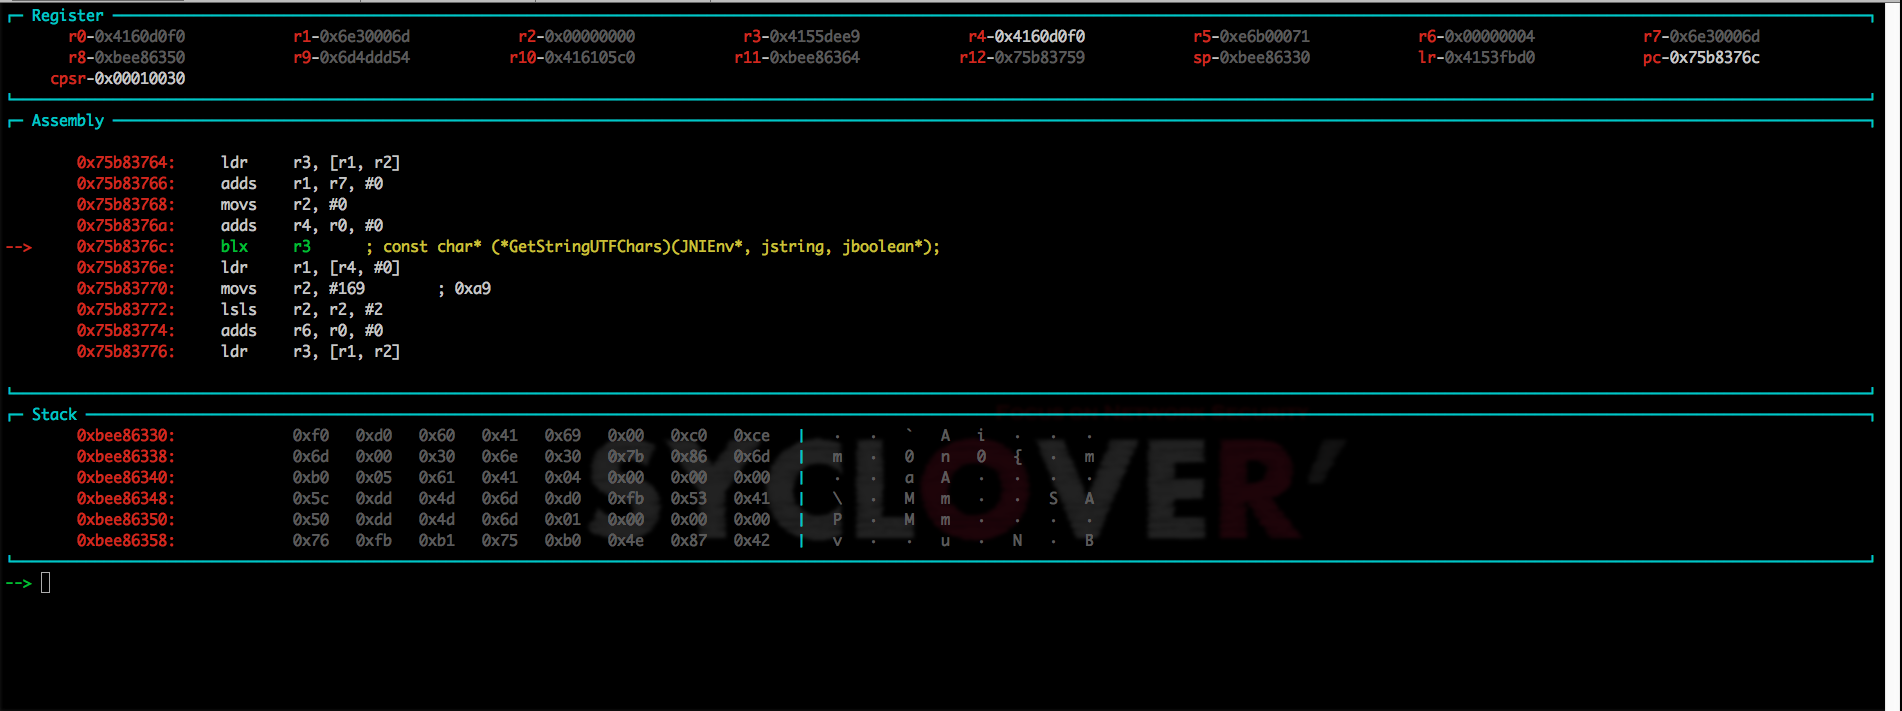 Register
r0-0x4160d0f0 r1-0x6e30006d r2-0x00000000 r3-0x4155dee9 r4-0x4160d0f0 r5-0xe6b00071 r6-0x00000004 r7-0x6e30006d
r8-0xbee86350 r9-0x6d4ddd54 r10-0x416105c0 r11-0xbee86364 r12-0x75b83759 sp-0xbee86330 lr-0x4153fbd0 pc-0x75b8376c
cpsr-0x00010030
Assembly
0x75b83764: ldr r3, [r1, r2]
0x75b83766: adds r1, r7, #0
0x75b83768: movs r2, #0
0x75b8376a: adds r4, r0, #0
--> 0x75b8376c: blx r3 ; const char* (*GetStringUTFChars)(JNIEnv*, jstring, jboolean*);
0x75b8376e: ldr r1, [r4, #0]
0x75b83770: movs r2, #169 ; 0xa9
0x75b83772: lsls r2, r2, #2
0x75b83774: adds r6, r0, #0
0x75b83776: ldr r3, [r1, r2]
Stack
0xbee86330: 0xf0 0xd0 0x60 0x41 0x69 0x00 0xc0 0xce | . . ` A i . . .
0xbee86338: 0x6d 0x00 0x30 0x6e 0x30 0x7b 0x86 0x6d | m . 0 n 0 { . m
0xbee86340: 0xb0 0x05 0x61 0x41 0x04 0x00 0x00 0x00 | . . a A . . . .
0xbee86348: 0x5c 0xdd 0x4d 0x6d 0xd0 0xfb 0x53 0x41 | \ . M m . . S A
0xbee86350: 0x50 0xdd 0x4d 0x6d 0x01 0x00 0x00 0x00 | P . M m . . . .
0xbee86358: 0x76 0xfb 0xb1 0x75 0xb0 0x4e 0x87 0x42 | v . . u . N . B
SYCLOVER'
-->